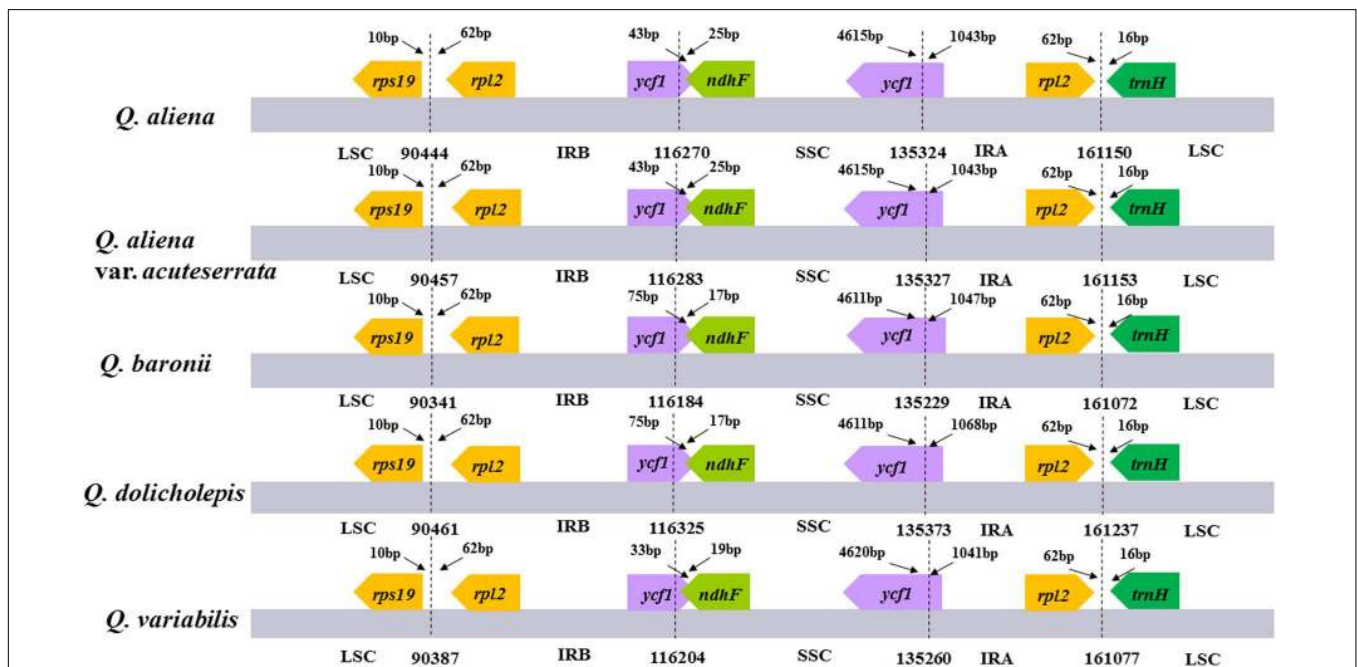 10bp 62bp 43bp 25bp 4615bp 1043bp 62bp 16bp
rps19 rpl2 ycf1 ndhF ycf1 rpl2 trnH
Q. aliena
LSC 90444 IRB 116270 SSC 135324 IRA 161150 LSC
10bp 62bp 43bp 25bp 4615bp 1043bp 62bp 16bp
rps19 rpl2 ycf1 ndhF ycf1 rpl2 trnH
Q. aliena
var. acuteserrata
LSC 90457 IRB 116283 SSC 135327 IRA 161153 LSC
10bp 62bp 75bp 17bp 4611bp 1047bp 62bp 16bp
rps19 rpl2 ycf1 ndhF ycf1 rpl2 trnH
Q. baronii
LSC 90341 IRB 116184 SSC 135229 IRA 161072 LSC
10bp 62bp 75bp 17bp 4611bp 1068bp 62bp 16bp
rps19 rpl2 ycf1 ndhF ycf1 rpl2 trnH
Q. dolicholepis
LSC 90461 IRB 116325 SSC 135373 IRA 161237 LSC
10bp 62bp 33bp 19bp 4620bp 1041bp 62bp 16bp
rps19 rpl2 ycf1 ndhF ycf1 rpl2 trnH
Q. variabilis
LSC 90387 IRB 116204 SSC 135260 IRA 161077 LSC